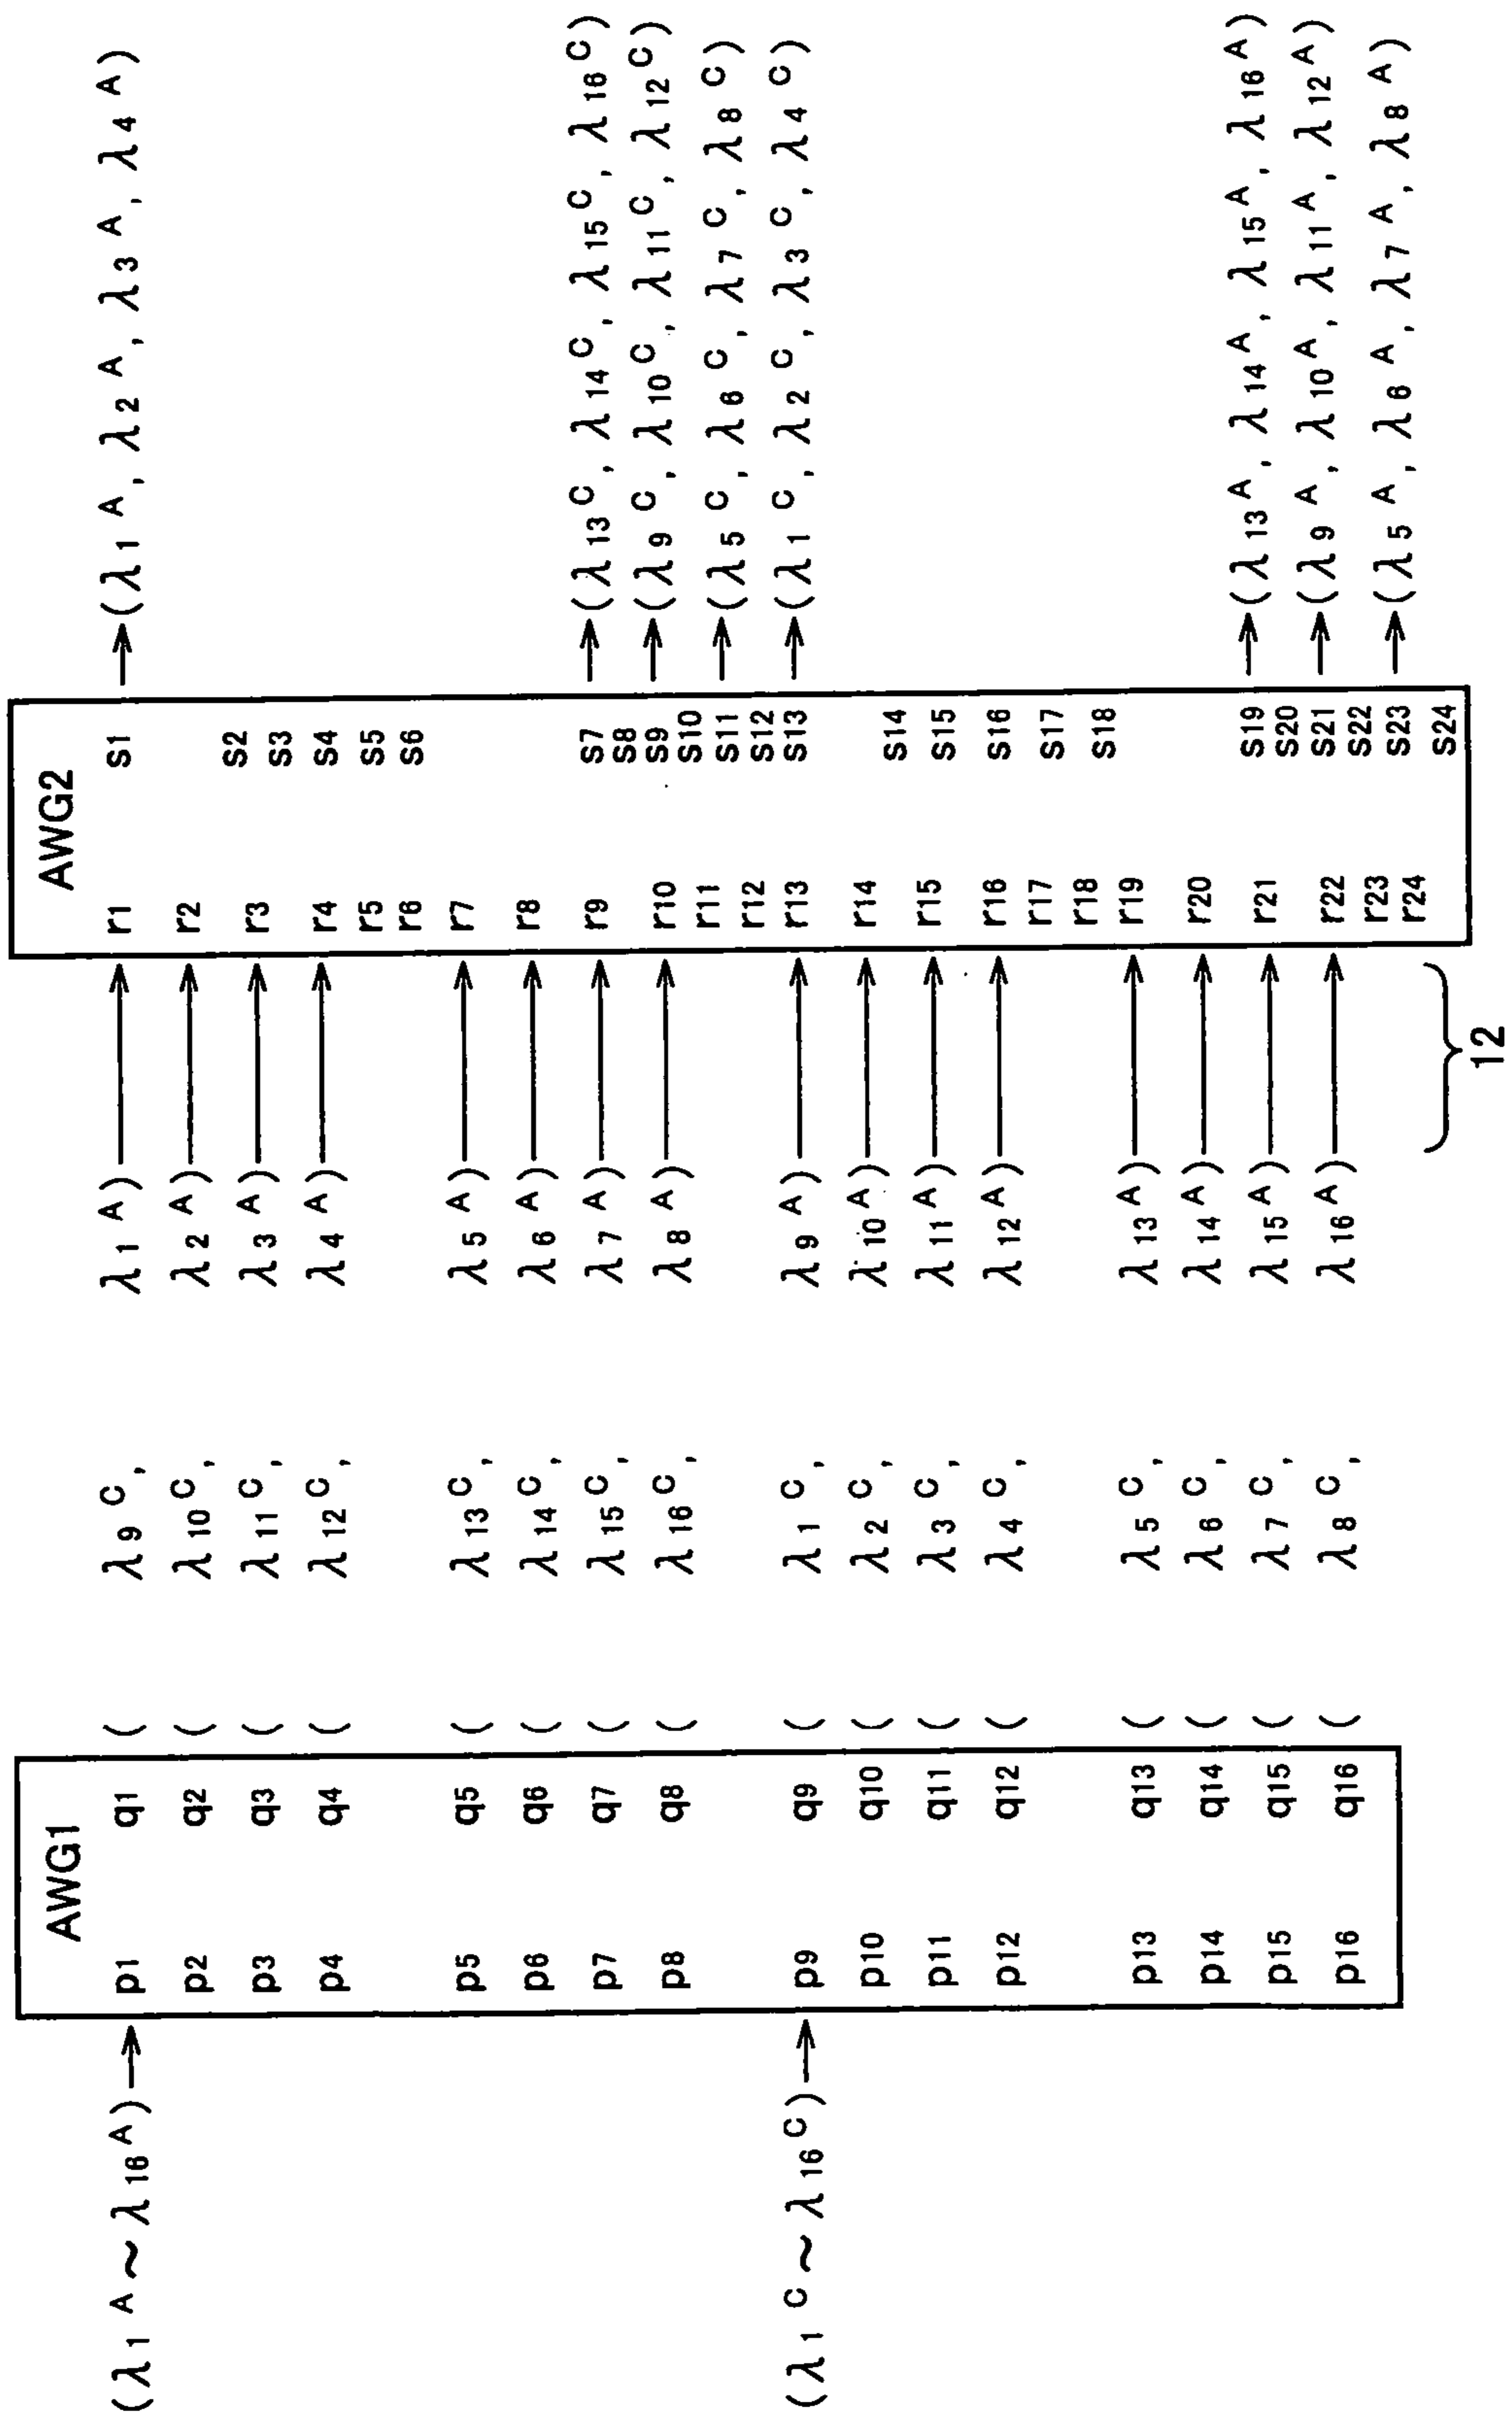 AWG1 AWG2
(λ1A~λ16A) → p1 q1 ( λ9C, λ1A) → r1 s1 → (λ1A, λ2A, λ3A, λ4A)
p2 q2 ( λ10C, λ2A) → r2 s2
p3 q3 ( λ11C, λ3A) → r3 s3
p4 q4 ( λ12C, λ4A) → r4 s4
r5 s5
r6 s6
p5 q5 ( λ13C, λ5A) → r7
p6 q6 ( λ14C, λ6A) → r8
p7 q7 ( λ15C, λ7A) → r9 s7 → (λ13C, λ14C, λ15C, λ16C)
s8
p8 q8 ( λ16C, λ8A) → r10 s9 → (λ9C, λ10C, λ11C, λ12C)
s10
r11 s11 → (λ5C, λ6C, λ7C, λ8C)
r12 s12
(λ1C~λ16C) → p9 q9 ( λ1C, λ9A) → r13 s13 → (λ1C, λ2C, λ3C, λ4C)
p10 q10 ( λ2C, λ10A) → r14 s14
p11 q11 ( λ3C, λ11A) → r15 s15
p12 q12 ( λ4C, λ12A) → r16 s16
r17 s17
r18 s18
p13 q13 ( λ5C, λ13A) → r19
p14 q14 ( λ6C, λ14A) → r20
p15 q15 ( λ7C, λ15A) → r21 s19 → (λ13A, λ14A, λ15A, λ16A)
s20
p16 q16 ( λ8C, λ16A) → r22 s21 → (λ9A, λ10A, λ11A, λ12A)
s22
r23 s23 → (λ5A, λ6A, λ7A, λ8A)
r24 s24
12